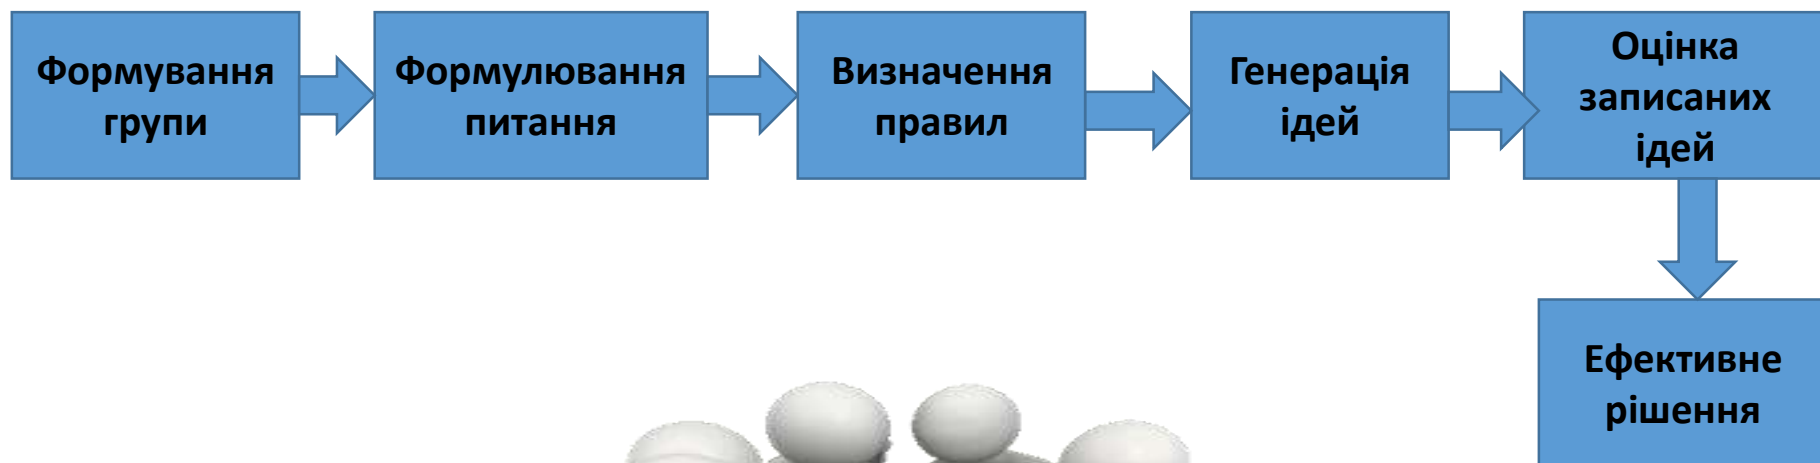 Формування
групи
Формулювання
питання
Визначення
правил
Генерація
ідей
Оцінка
записаних
ідей
Ефективне
рішення